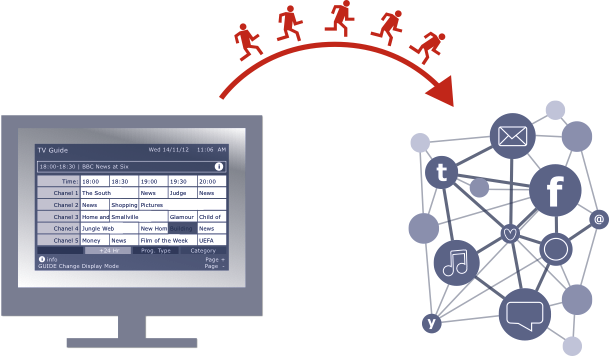 TV Guide Wed 14/11/12 11:06 AM
18:00-18:30 | BBC News at Six i
Time: 18:00 18:30 19:00 19:30 20:00
Chanel 1 The South News Judge News
Chanel 2 News Shopping Pictures
Chanel 3 Home and Smallville Glamour Child of
Chanel 4 Jungle Web New Hom Building News
Chanel 5 Money News Film of the Week UEFA
+24 Hr Prog. Type Category
i info Page +
GUIDE Change Display Mode Page -
t
f
@
y